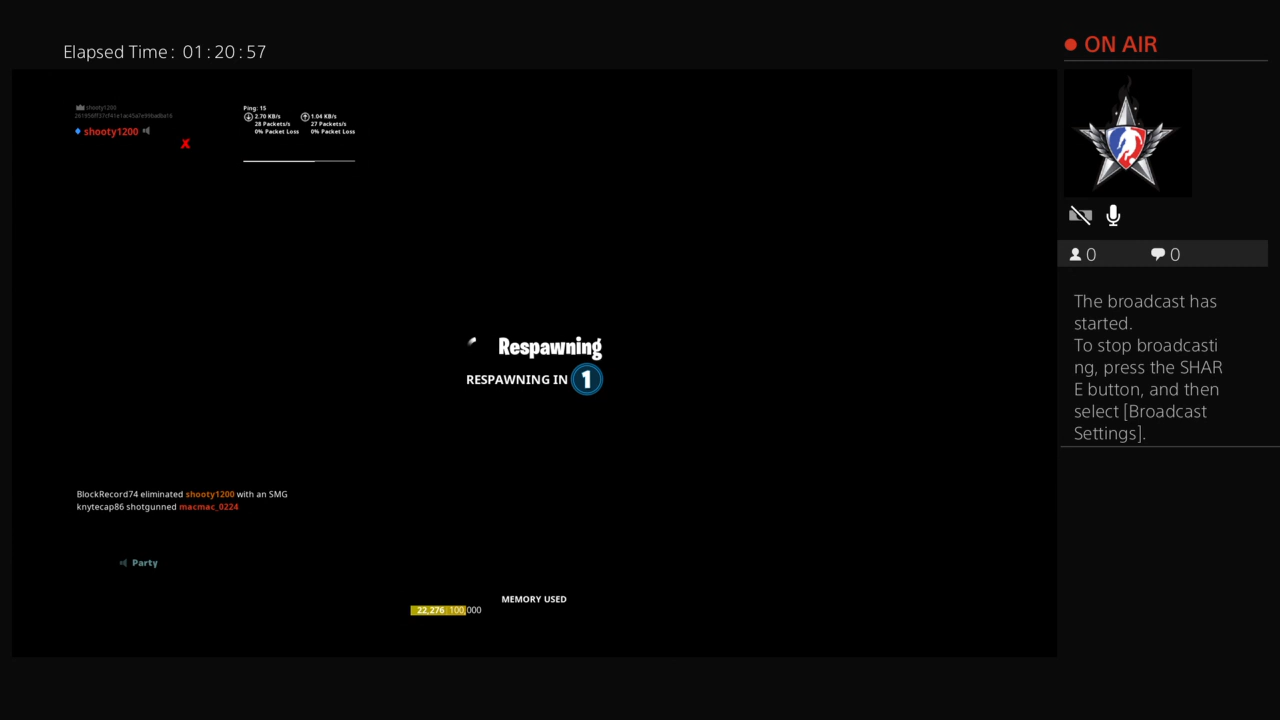 Elapsed Time: 01:20:57
ON AIR
shooty1200
shooty1200
X
Ping: 15
2.70 KB/s
1.04 KB/s
28 Packets/s
27 Packets/s
0% Packet Loss
0% Packet Loss
0
0
The broadcast has
started.
To stop broadcasti
ng, press the SHAR
E button, and then
select [Broadcast
Settings].
Respawning
RESPAWNING IN 1
BlockRecord74 eliminated shooty1200 with an SMG
knytecap86 shotgunned macmac_0224
Party
MEMORY USED
22,276 100,000